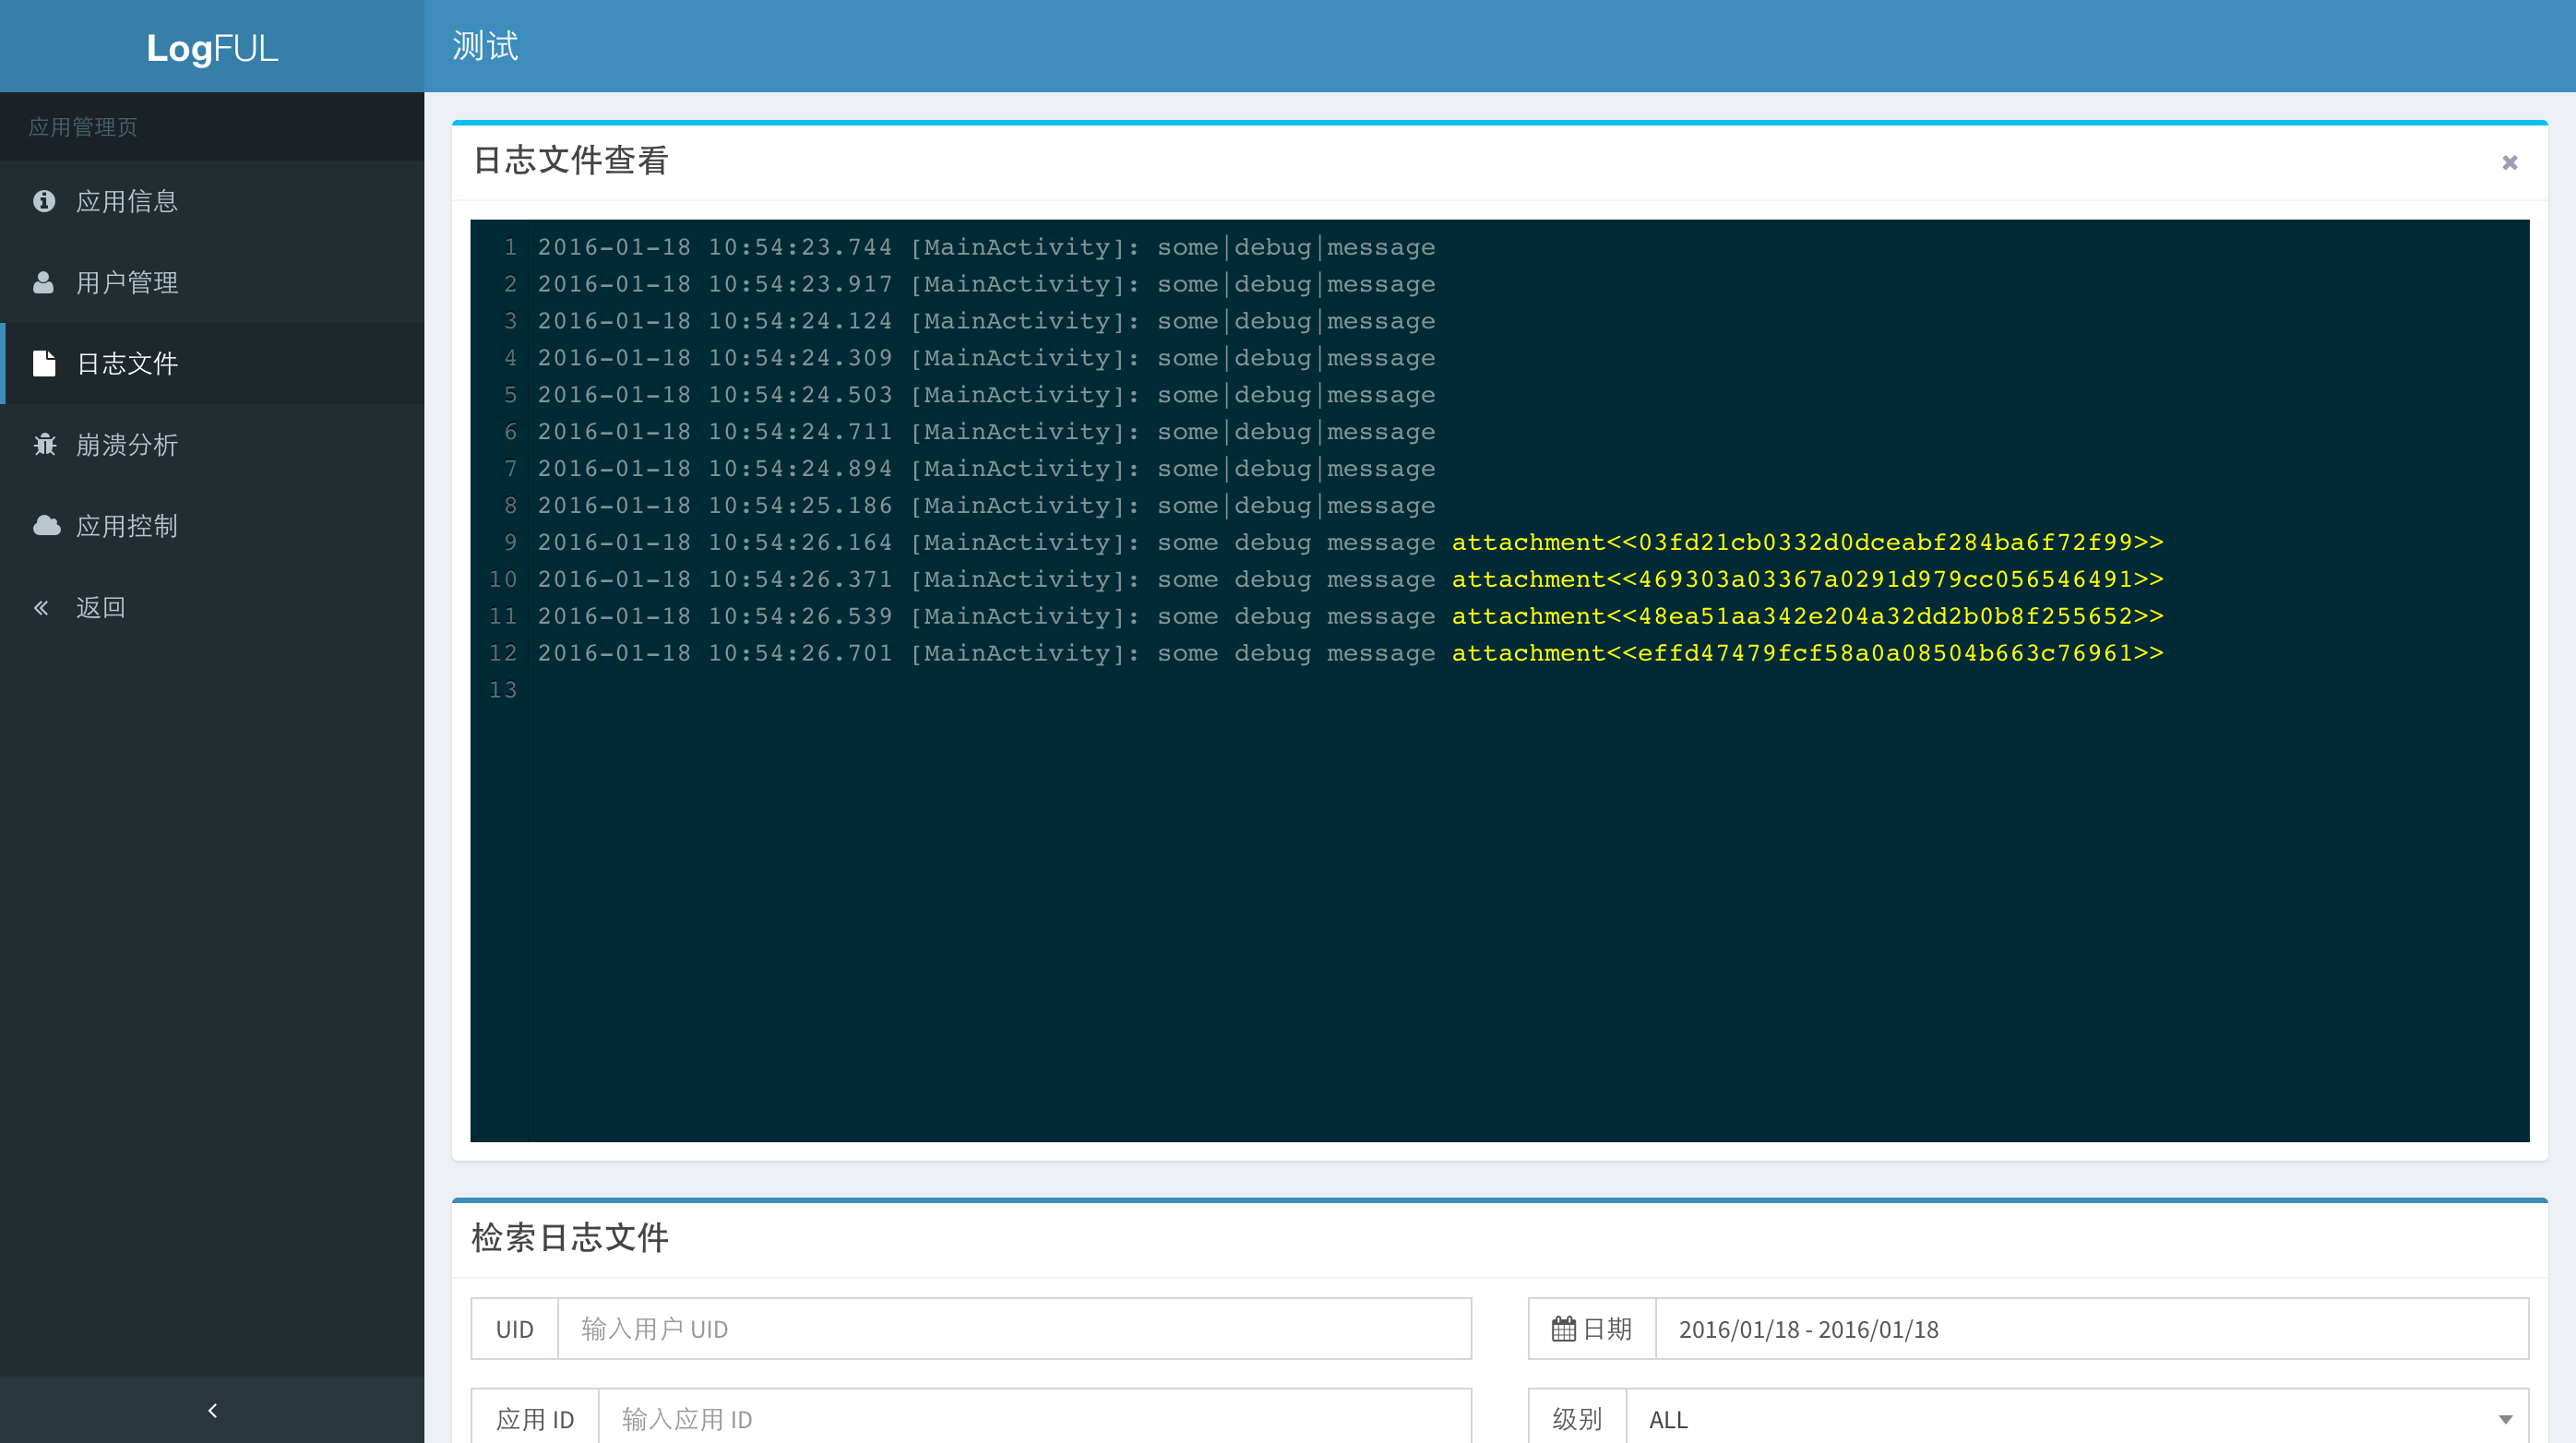 LogFUL
测试
应用管理页
应用信息
用户管理
日志文件
崩溃分析
应用控制
返回
日志文件查看
1 2016-01-18 10:54:23.744 [MainActivity]: some|debug|message
2 2016-01-18 10:54:23.917 [MainActivity]: some|debug|message
3 2016-01-18 10:54:24.124 [MainActivity]: some|debug|message
4 2016-01-18 10:54:24.309 [MainActivity]: some|debug|message
5 2016-01-18 10:54:24.503 [MainActivity]: some|debug|message
6 2016-01-18 10:54:24.711 [MainActivity]: some|debug|message
7 2016-01-18 10:54:24.894 [MainActivity]: some|debug|message
8 2016-01-18 10:54:25.186 [MainActivity]: some|debug|message
9 2016-01-18 10:54:26.164 [MainActivity]: some debug message attachment<<03fd21cb0332d0dceabf284ba6f72f99>>
10 2016-01-18 10:54:26.371 [MainActivity]: some debug message attachment<<469303a03367a0291d979cc056546491>>
11 2016-01-18 10:54:26.539 [MainActivity]: some debug message attachment<<48ea51aa342e204a32dd2b0b8f255652>>
12 2016-01-18 10:54:26.701 [MainActivity]: some debug message attachment<<effd47479fcf58a0a08504b663c76961>>
13
检索日志文件
UID 输入用户 UID
日期 2016/01/18 - 2016/01/18
应用 ID 输入应用 ID
级别 ALL